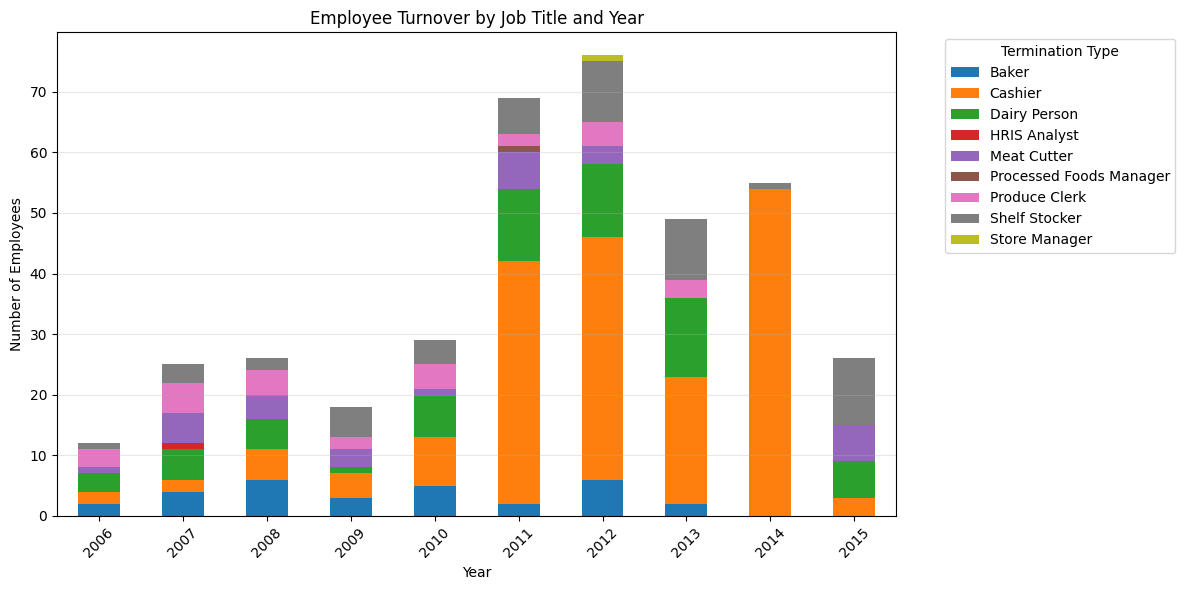 Employee Turnover by Job Title and Year
Termination Type
Baker
Cashier
Dairy Person
HRIS Analyst
Meat Cutter
Processed Foods Manager
Produce Clerk
Shelf Stocker
Store Manager
Number of Employees
70
60
50
40
30
20
10
0
2006
2007
2008
2009
2010
2011
2012
2013
2014
2015
Year